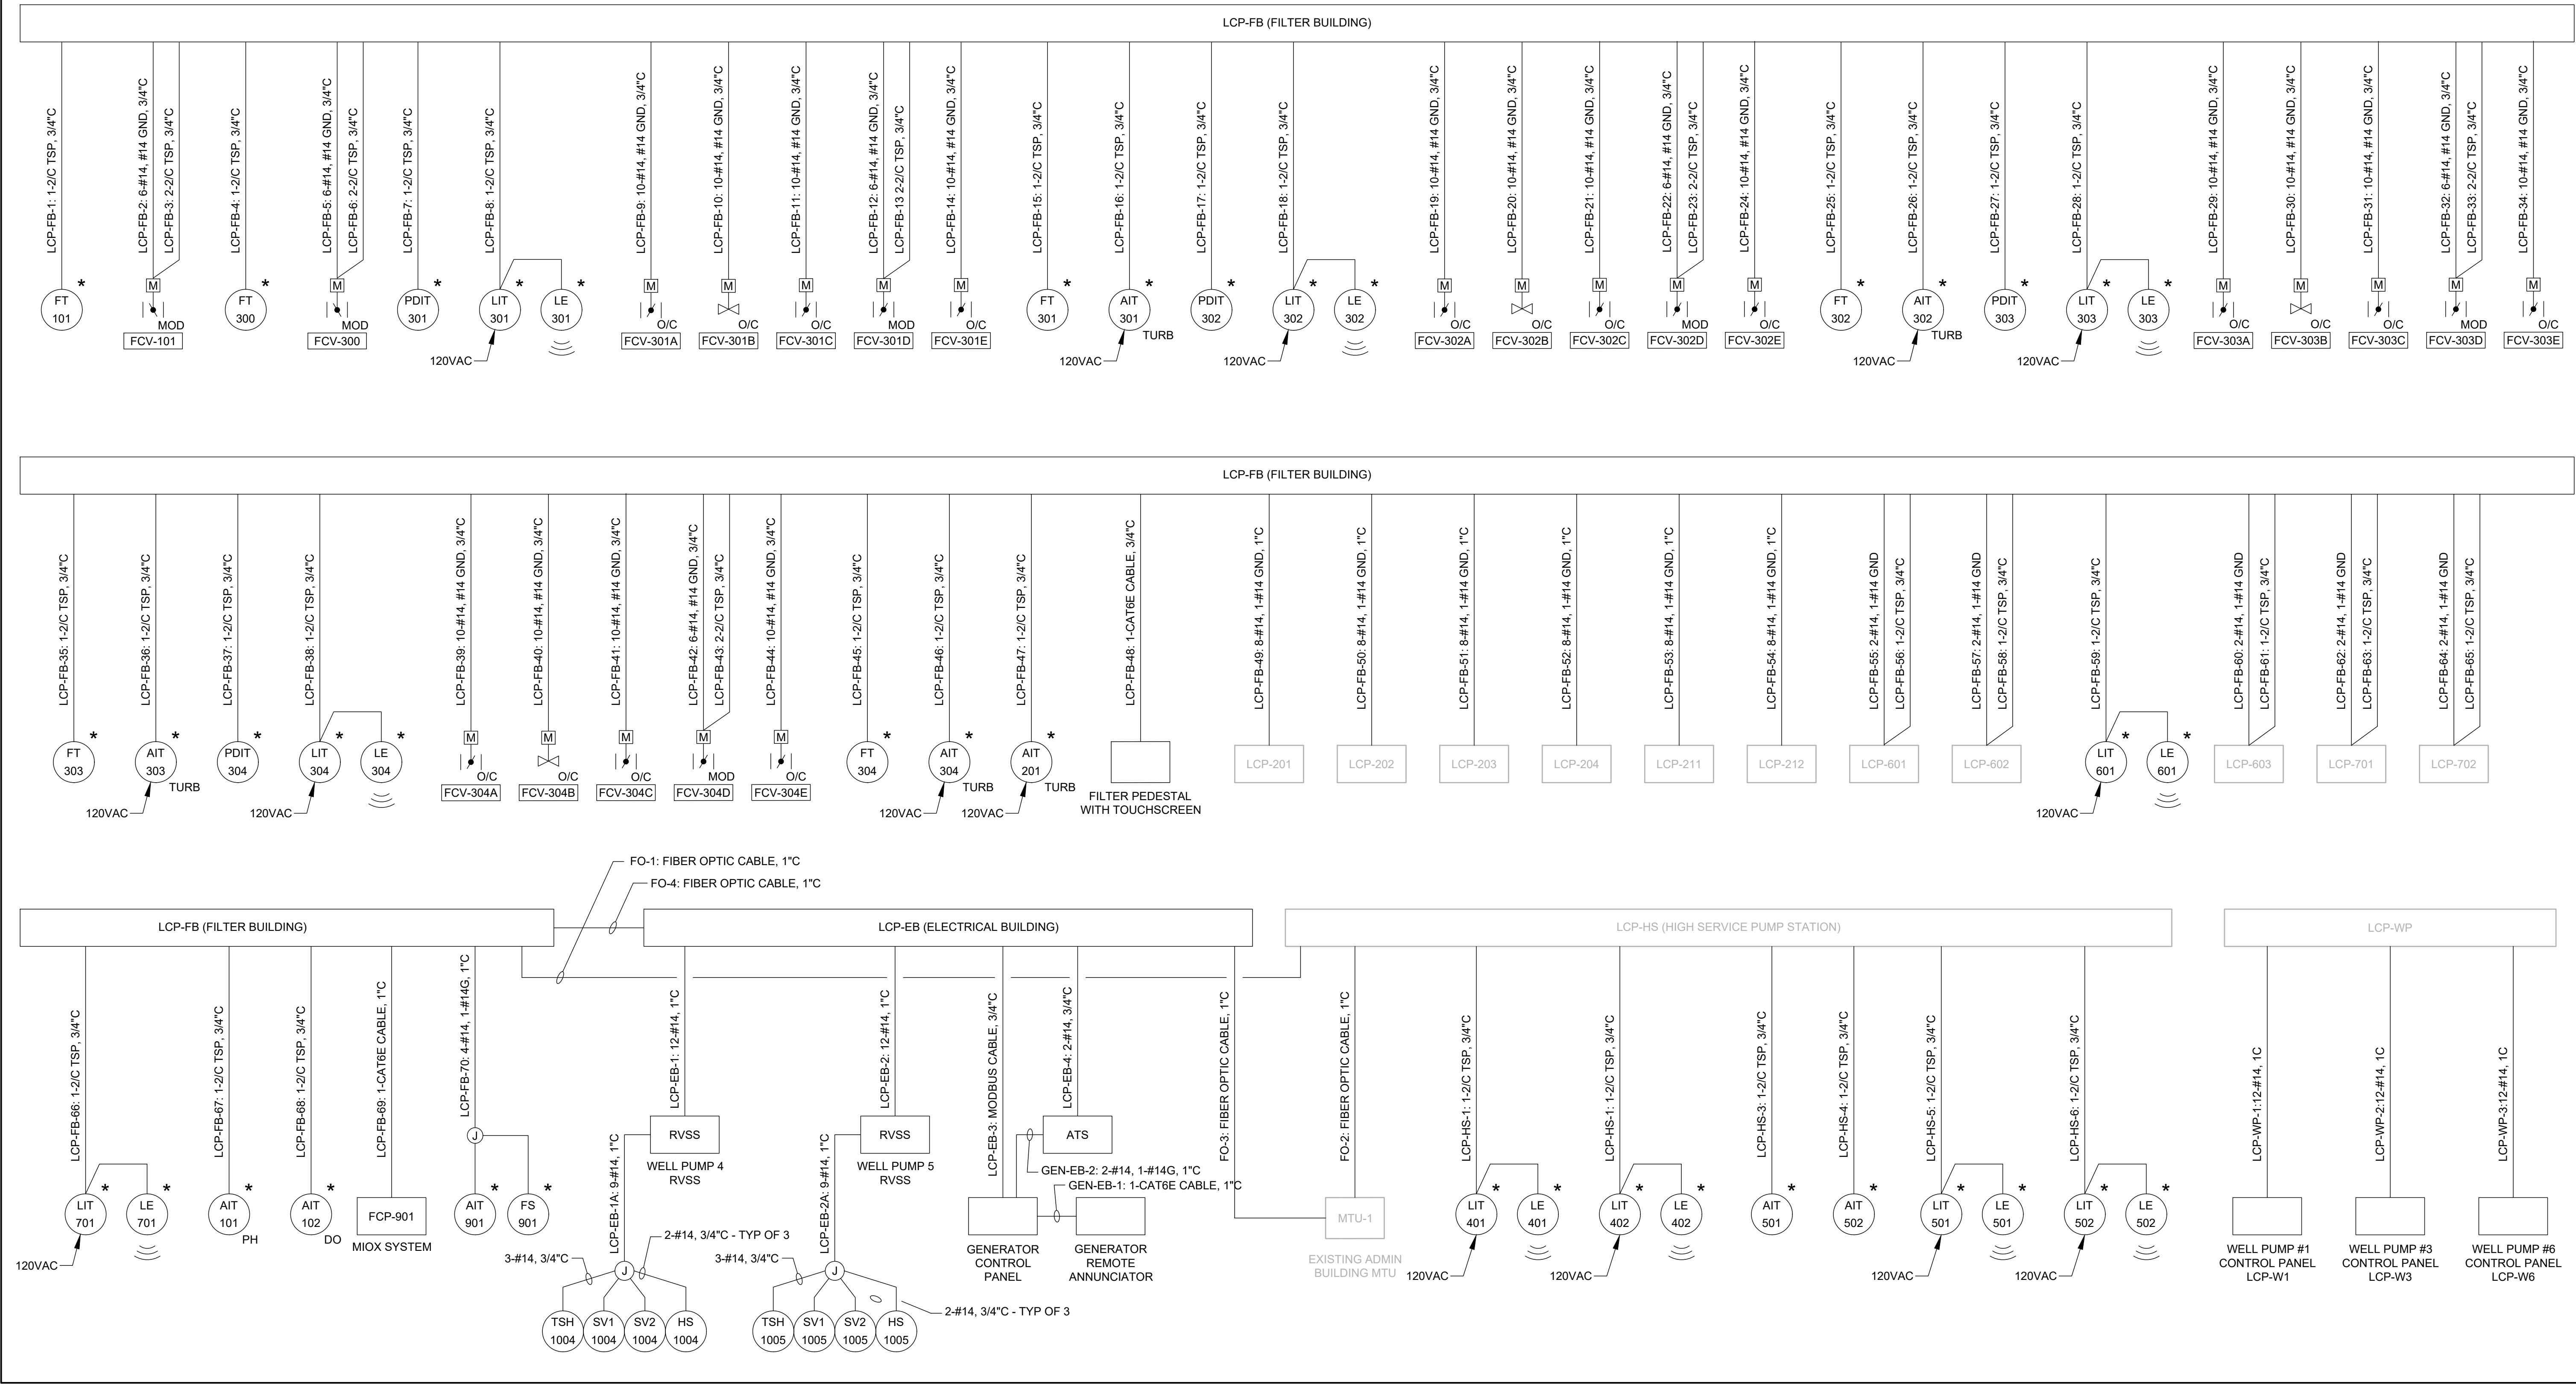 LCP-FB (FILTER BUILDING)
LCP-FB-1: 1-2/C TSP, 3/4"C
LCP-FB-2: 6-#14, #14 GND, 3/4"C
LCP-FB-3: 2-2/C TSP, 3/4"C
LCP-FB-4: 1-2/C TSP, 3/4"C
LCP-FB-5: 6-#14, #14 GND, 3/4"C
LCP-FB-6: 2-2/C TSP, 3/4"C
LCP-FB-7: 1-2/C TSP, 3/4"C
LCP-FB-8: 1-2/C TSP, 3/4"C
LCP-FB-9: 10-#14, #14 GND, 3/4"C
LCP-FB-10: 10-#14, #14 GND, 3/4"C
LCP-FB-11: 10-#14, #14 GND, 3/4"C
LCP-FB-12: 6-#14, #14 GND, 3/4"C
LCP-FB-13 2-2/C TSP, 3/4"C
LCP-FB-14: 10-#14, #14 GND, 3/4"C
LCP-FB-15: 1-2/C TSP, 3/4"C
LCP-FB-16: 1-2/C TSP, 3/4"C
LCP-FB-17: 1-2/C TSP, 3/4"C
LCP-FB-18: 1-2/C TSP, 3/4"C
LCP-FB-19: 10-#14, #14 GND, 3/4"C
LCP-FB-20: 10-#14, #14 GND, 3/4"C
LCP-FB-21: 10-#14, #14 GND, 3/4"C
LCP-FB-22: 6-#14, #14 GND, 3/4"C
LCP-FB-23: 2-2/C TSP, 3/4"C
LCP-FB-24: 10-#14, #14 GND, 3/4"C
LCP-FB-25: 1-2/C TSP, 3/4"C
LCP-FB-26: 1-2/C TSP, 3/4"C
LCP-FB-27: 1-2/C TSP, 3/4"C
LCP-FB-28: 1-2/C TSP, 3/4"C
LCP-FB-29: 10-#14, #14 GND, 3/4"C
LCP-FB-30: 10-#14, #14 GND, 3/4"C
LCP-FB-31: 10-#14, #14 GND, 3/4"C
LCP-FB-32: 6-#14, #14 GND, 3/4"C
LCP-FB-33: 2-2/C TSP, 3/4"C
LCP-FB-34: 10-#14, #14 GND, 3/4"C
FT 101 *
M MOD FCV-101
FT 300 *
M MOD FCV-300
PDIT 301 *
LIT 301 * 120VAC
LE 301 *
M O/C FCV-301A
M O/C FCV-301B
M O/C FCV-301C
M MOD FCV-301D
M O/C FCV-301E
FT 301 *
AIT 301 * TURB 120VAC
PDIT 302 *
LIT 302 * 120VAC
LE 302 *
M O/C FCV-302A
M O/C FCV-302B
M O/C FCV-302C
M MOD FCV-302D
M O/C FCV-302E
FT 302 *
AIT 302 * TURB 120VAC
PDIT 303 *
LIT 303 * 120VAC
LE 303 *
M O/C FCV-303A
M O/C FCV-303B
M O/C FCV-303C
M MOD FCV-303D
M O/C FCV-303E
LCP-FB (FILTER BUILDING)
LCP-FB-35: 1-2/C TSP, 3/4"C
LCP-FB-36: 1-2/C TSP, 3/4"C
LCP-FB-37: 1-2/C TSP, 3/4"C
LCP-FB-38: 1-2/C TSP, 3/4"C
LCP-FB-39: 10-#14, #14 GND, 3/4"C
LCP-FB-40: 10-#14, #14 GND, 3/4"C
LCP-FB-41: 10-#14, #14 GND, 3/4"C
LCP-FB-42: 6-#14, #14 GND, 3/4"C
LCP-FB-43: 2-2/C TSP, 3/4"C
LCP-FB-44: 10-#14, #14 GND, 3/4"C
LCP-FB-45: 1-2/C TSP, 3/4"C
LCP-FB-46: 1-2/C TSP, 3/4"C
LCP-FB-47: 1-2/C TSP, 3/4"C
LCP-FB-48: 1-CAT6E CABLE, 3/4"C
LCP-FB-49: 8-#14, 1-#14 GND, 1"C
LCP-FB-50: 8-#14, 1-#14 GND, 1"C
LCP-FB-51: 8-#14, 1-#14 GND, 1"C
LCP-FB-52: 8-#14, 1-#14 GND, 1"C
LCP-FB-53: 8-#14, 1-#14 GND, 1"C
LCP-FB-54: 8-#14, 1-#14 GND, 1"C
LCP-FB-55: 2-#14, 1-#14 GND
LCP-FB-56: 1-2/C TSP, 3/4"C
LCP-FB-57: 2-#14, 1-#14 GND
LCP-FB-58: 1-2/C TSP, 3/4"C
LCP-FB-59: 1-2/C TSP, 3/4"C
LCP-FB-60: 2-#14, 1-#14 GND
LCP-FB-61: 1-2/C TSP, 3/4"C
LCP-FB-62: 2-#14, 1-#14 GND
LCP-FB-63: 1-2/C TSP, 3/4"C
LCP-FB-64: 2-#14, 1-#14 GND
LCP-FB-65: 1-2/C TSP, 3/4"C
FT 303 *
AIT 303 * TURB 120VAC
PDIT 304 *
LIT 304 * 120VAC
LE 304 *
M O/C FCV-304A
M O/C FCV-304B
M O/C FCV-304C
M MOD FCV-304D
M O/C FCV-304E
FT 304 *
AIT 304 * TURB 120VAC
AIT 201 * TURB 120VAC
FILTER PEDESTAL
WITH TOUCHSCREEN
LCP-201
LCP-202
LCP-203
LCP-204
LCP-211
LCP-212
LCP-601
LCP-602
LIT 601 * 120VAC
LE 601 *
LCP-603
LCP-701
LCP-702
FO-1: FIBER OPTIC CABLE, 1"C
FO-4: FIBER OPTIC CABLE, 1"C
LCP-FB (FILTER BUILDING)
LCP-EB (ELECTRICAL BUILDING)
LCP-HS (HIGH SERVICE PUMP STATION)
LCP-WP
LCP-FB-66: 1-2/C TSP, 3/4"C
LCP-FB-67: 1-2/C TSP, 3/4"C
LCP-FB-68: 1-2/C TSP, 3/4"C
LCP-FB-69: 1-CAT6E CABLE, 1"C
LCP-FB-70: 4-#14, 1-#14G, 1"C
LCP-EB-1: 12-#14, 1"C
LCP-EB-2: 12-#14, 1"C
LCP-EB-3: MODBUS CABLE, 3/4"C
LCP-EB-4: 2-#14, 3/4"C
FO-3: FIBER OPTIC CABLE, 1"C
FO-2: FIBER OPTIC CABLE, 1"C
LCP-HS-1: 1-2/C TSP, 3/4"C
LCP-HS-1: 1-2/C TSP, 3/4"C
LCP-HS-3: 1-2/C TSP, 3/4"C
LCP-HS-4: 1-2/C TSP, 3/4"C
LCP-HS-5: 1-2/C TSP, 3/4"C
LCP-HS-6: 1-2/C TSP, 3/4"C
LCP-WP-1:12-#14, 1C
LCP-WP-2:12-#14, 1C
LCP-WP-3:12-#14, 1C
LIT 701 * 120VAC
LE 701 *
AIT 101 * PH
AIT 102 * DO
FCP-901
MIOX SYSTEM
J
AIT 901 *
FS 901 *
RVSS
WELL PUMP 4
RVSS
LCP-EB-1A: 9-#14, 1"C
3-#14, 3/4"C
2-#14, 3/4"C - TYP OF 3
J
TSH 1004
SV1 1004
SV2 1004
HS 1004
RVSS
WELL PUMP 5
RVSS
LCP-EB-2A: 9-#14, 1"C
3-#14, 3/4"C
2-#14, 3/4"C - TYP OF 3
J
TSH 1005
SV1 1005
SV2 1005
HS 1005
ATS
GEN-EB-2: 2-#14, 1-#14G, 1"C
GEN-EB-1: 1-CAT6E CABLE, 1"C
GENERATOR
CONTROL
PANEL
GENERATOR
REMOTE
ANNUNCIATOR
MTU-1
EXISTING ADMIN
BUILDING MTU
LIT 401 * 120VAC
LE 401 *
LIT 402 * 120VAC
LE 402 *
AIT 501 *
AIT 502 *
LIT 501 * 120VAC
LE 501 *
LIT 502 * 120VAC
LE 502 *
WELL PUMP #1
CONTROL PANEL
LCP-W1
WELL PUMP #3
CONTROL PANEL
LCP-W3
WELL PUMP #6
CONTROL PANEL
LCP-W6